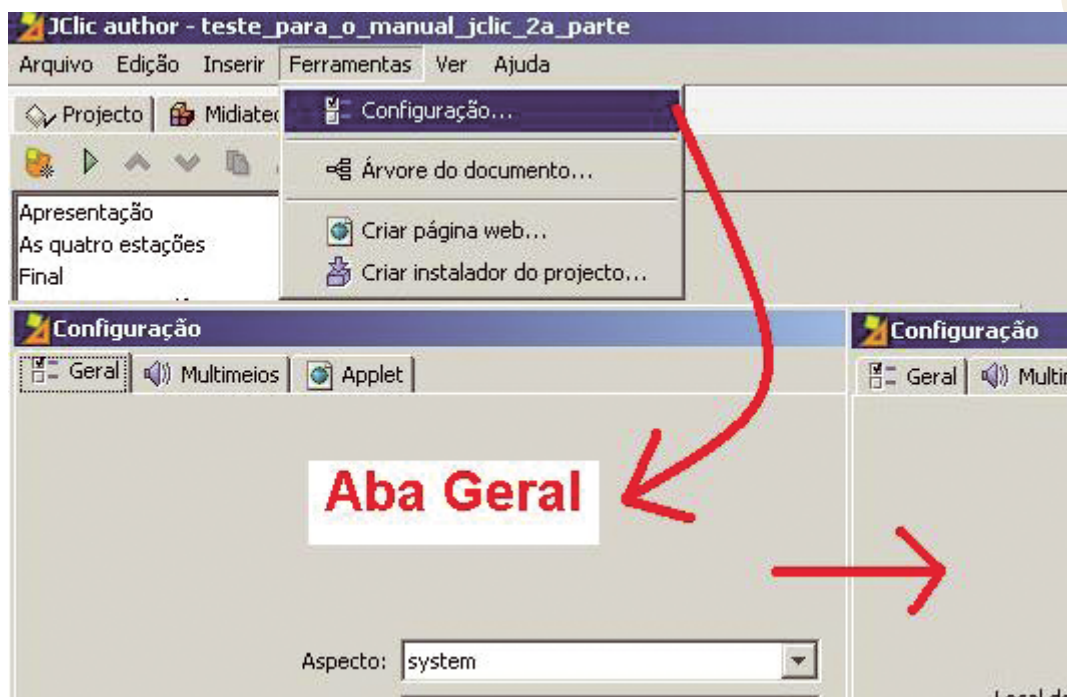 JClic author - teste_para_o_manual_jclic_2a_parte
Arquivo Edição Inserir Ferramentas Ver Ajuda
Projecto
Configuração...
Árvore do documento...
Apresentação
As quatro estações
Final
Criar página web...
Criar instalador do projecto...
Configuração
Geral Multimeios Applet
Aba Geral
Aspecto: system
Configuração
Geral